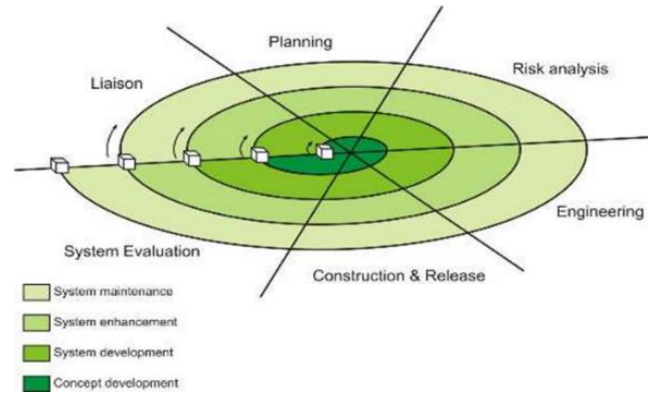 Planning
Risk analysis
Liaison
Engineering
System Evaluation
Construction & Release
System maintenance
System enhancement
System development
Concept development